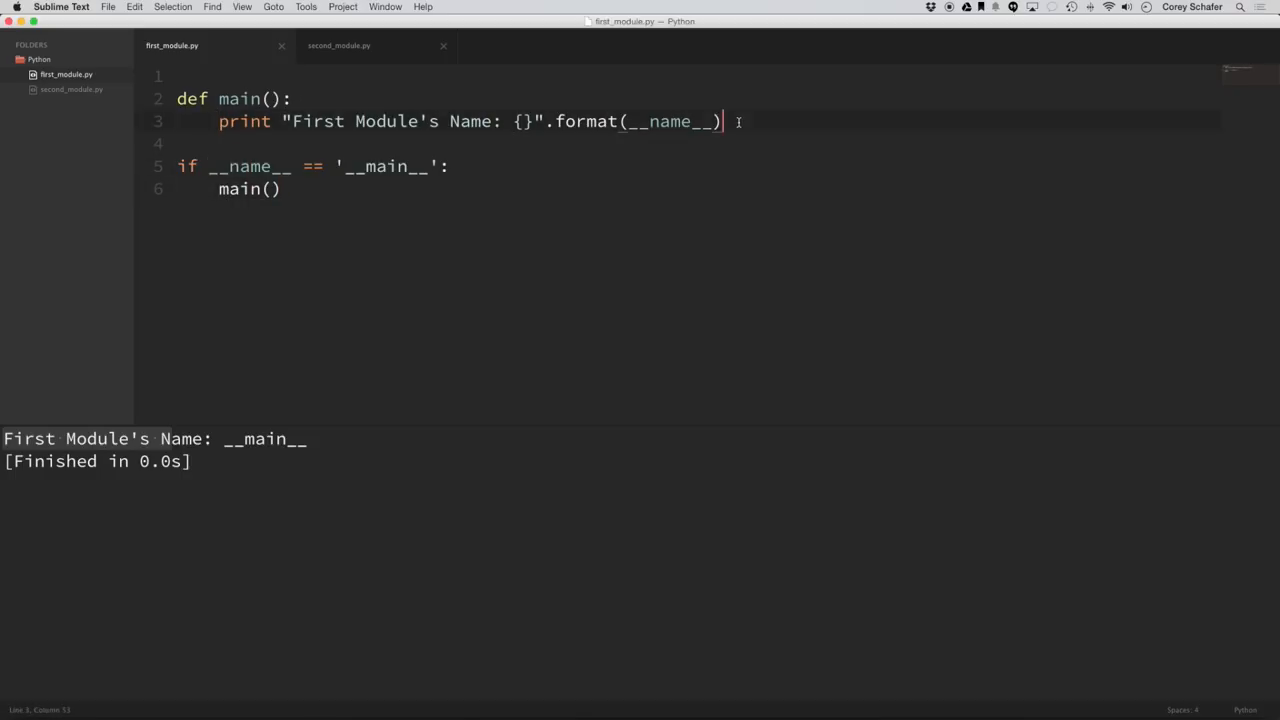 Sublime Text File Edit Selection Find View Goto Tools Project Window Help Corey Schafer
first_module.py — Python
FOLDERS
Python
first_module.py
second_module.py
first_module.py
second_module.py
1
2 def main():
3 print "First Module's Name: {}".format(__name__)
4
5 if __name__ == '__main__':
6 main()
First Module's Name: __main__
[Finished in 0.0s]
Line 3, Column 53
Spaces: 4
Python